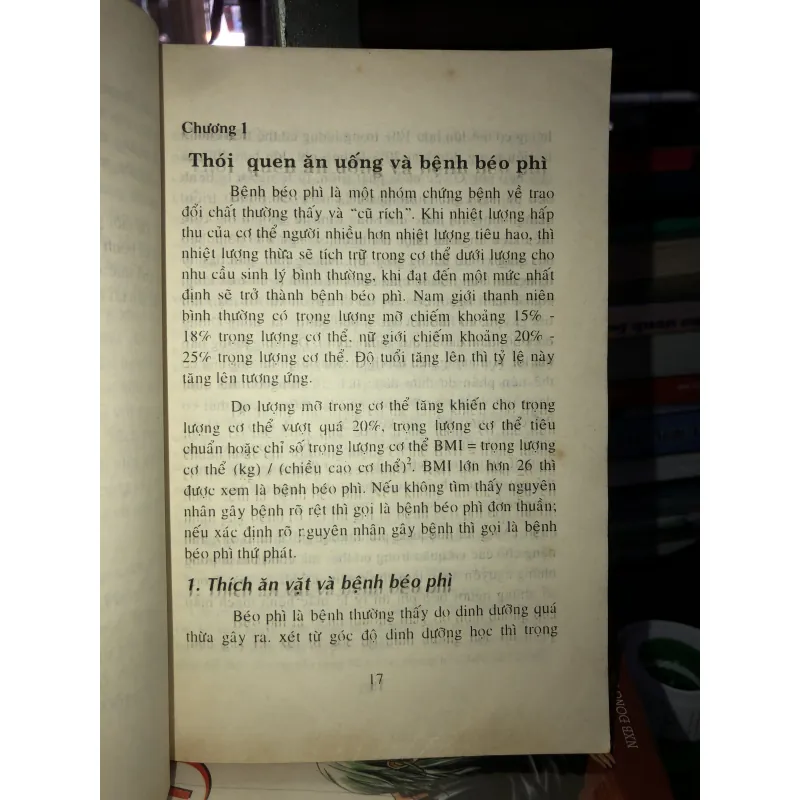 Chương 1
Thói quen ăn uống và bệnh béo phì
Bệnh béo phì là một nhóm chứng bệnh về trao
đổi chất thường thấy và “cũ rích”. Khi nhiệt lượng hấp
thu của cơ thể người nhiều hơn nhiệt lượng tiêu hao, thì
nhiệt lượng thừa sẽ tích trữ trong cơ thể dưới lượng cho
nhu cầu sinh lý bình thường, khi đạt đến một mức nhất
định sẽ trở thành bệnh béo phì. Nam giới thanh niên
bình thường có trọng lượng mỡ chiếm khoảng 15% -
18% trọng lượng cơ thể, nữ giới chiếm khoảng 20% -
25% trọng lượng cơ thể. Độ tuổi tăng lên thì tỷ lệ này
tăng lên tượng ứng.
Do lượng mỡ trong cơ thể tăng khiến cho trọng
lượng cơ thể vượt quá 20%, trọng lượng cơ thể tiêu
chuẩn hoặc chỉ số trọng lượng cơ thể BMI = trọng lượng
cơ thể (kg) / (chiều cao cơ thể)². BMI lớn hơn 26 thì
được xem là bệnh béo phì. Nếu không tìm thấy nguyên
nhân gây bệnh rõ rệt thì gọi là bệnh béo phì đơn thuần;
nếu xác định rõ nguyên nhân gây bệnh thì gọi là bệnh
béo phì thứ phát.
1. Thích ăn vặt và bệnh béo phì
Béo phì là bệnh thường thấy do dinh dưỡng quá
thừa gây ra. xét từ góc độ dinh dưỡng học thì trọng
17
NXB ĐỒNG